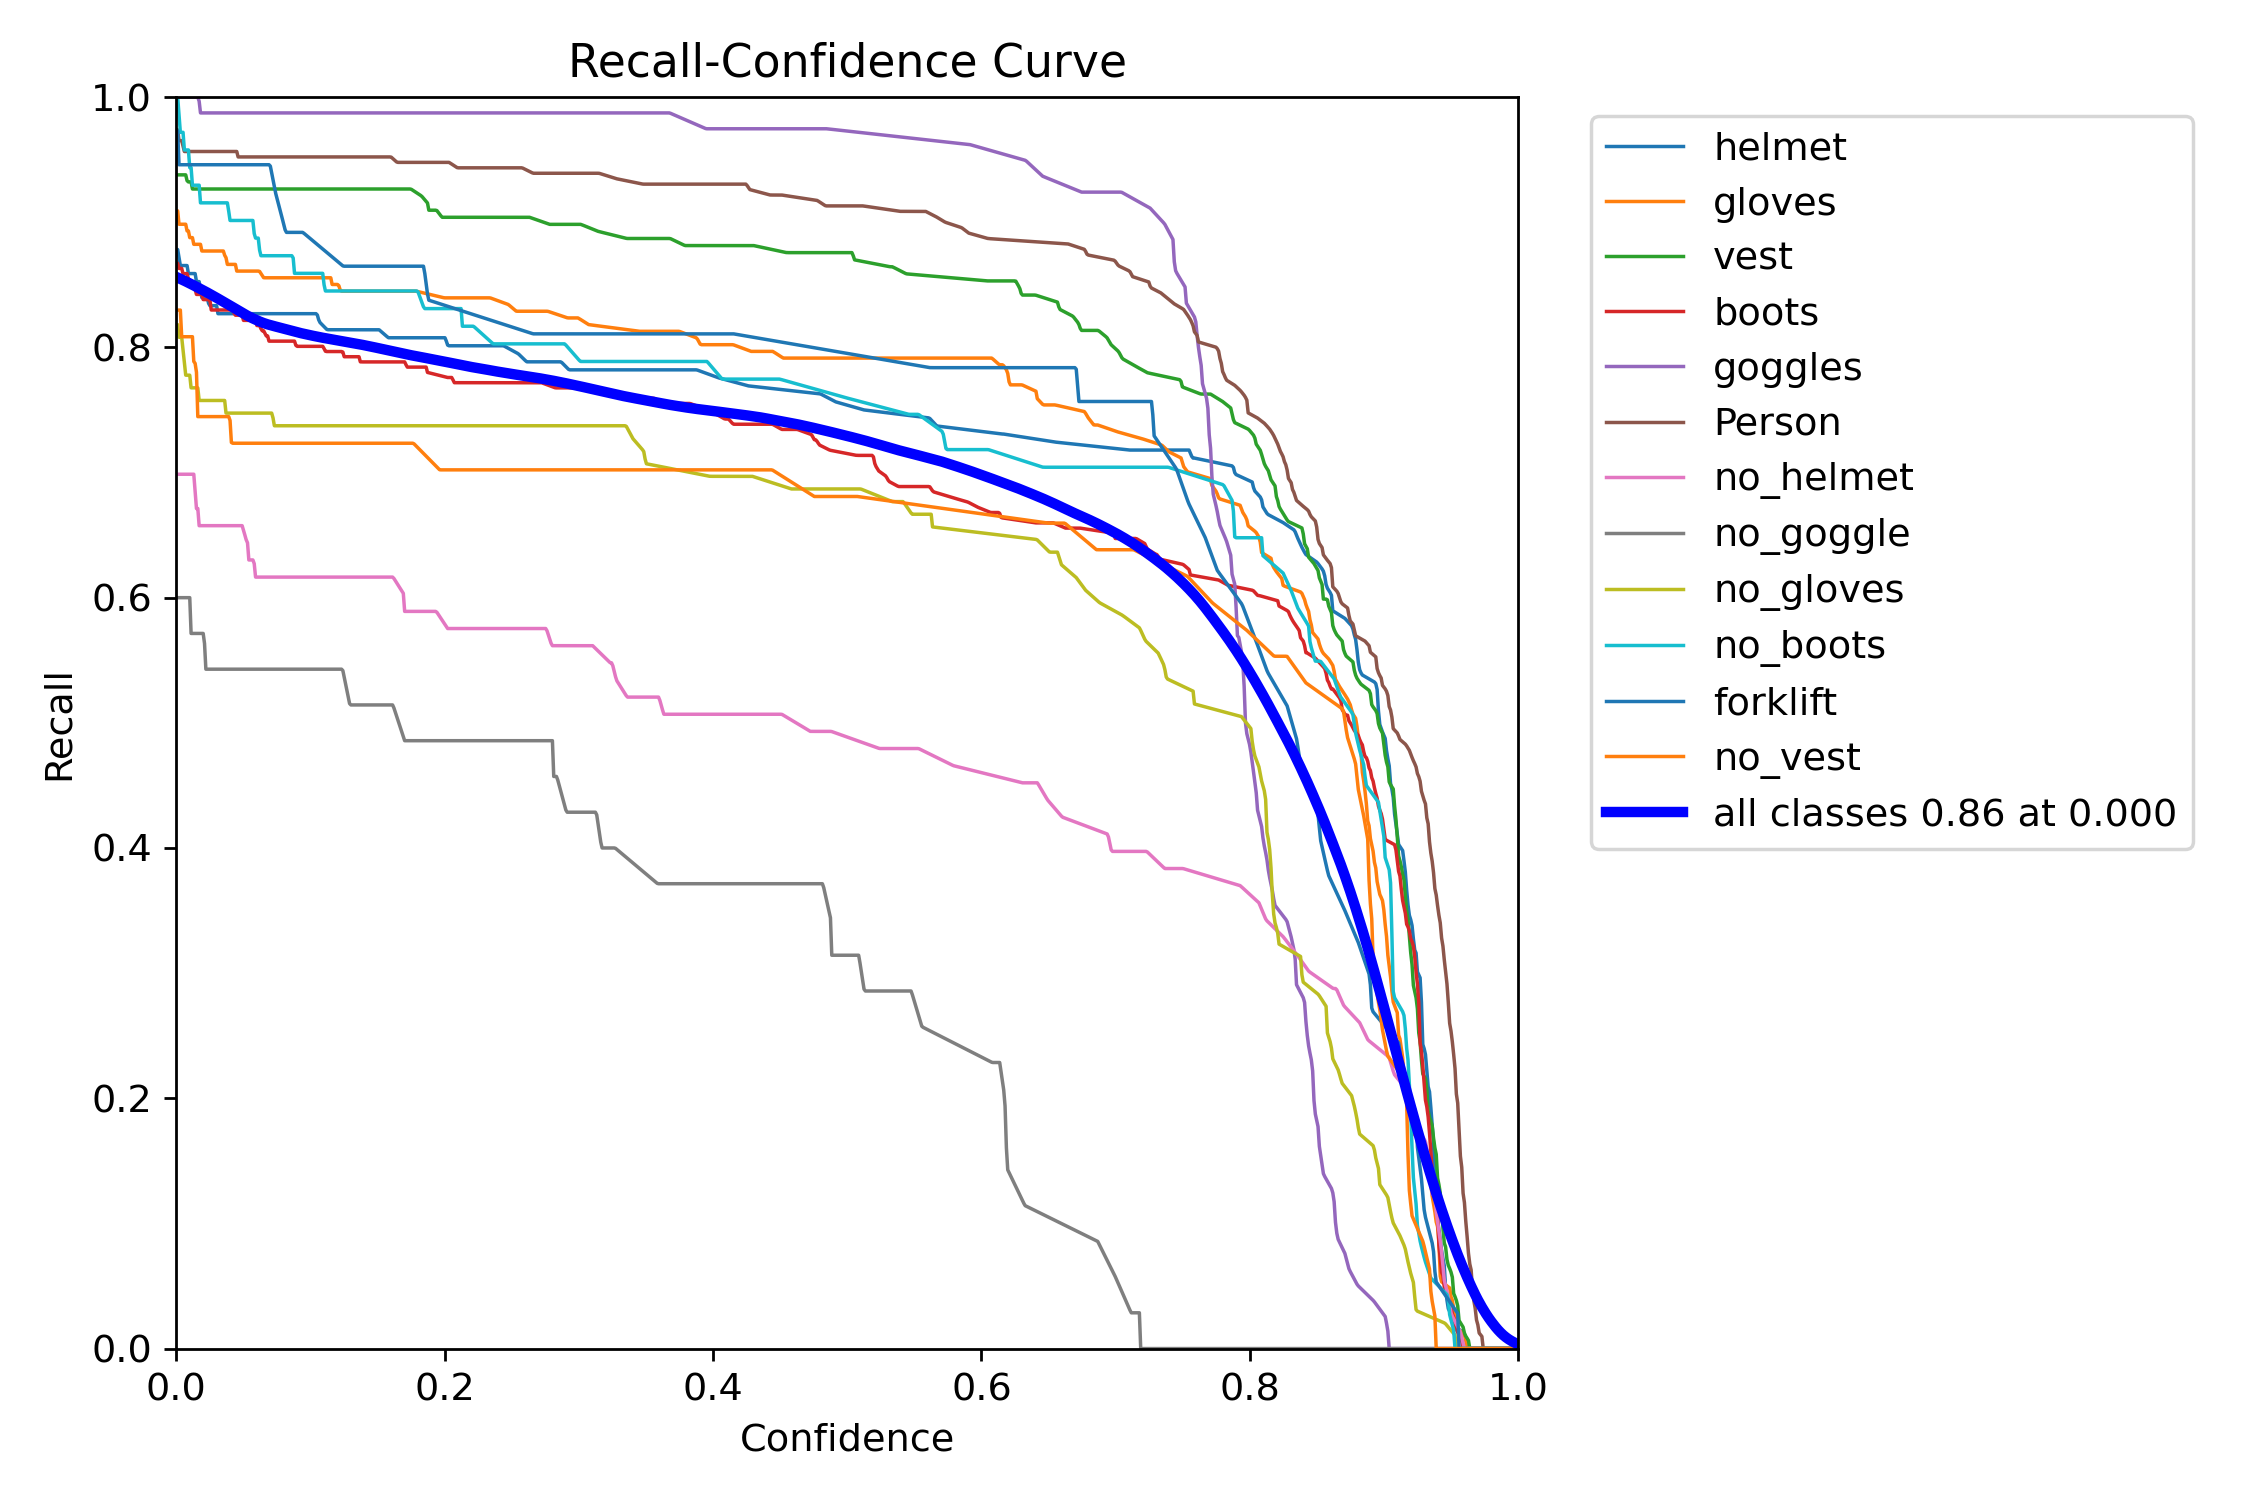 Recall-Confidence Curve
1.0
0.8
0.6
0.4
0.2
0.0
Recall
0.0 0.2 0.4 0.6 0.8 1.0
Confidence
helmet
gloves
vest
boots
goggles
Person
no_helmet
no_goggle
no_gloves
no_boots
forklift
no_vest
all classes 0.86 at 0.000